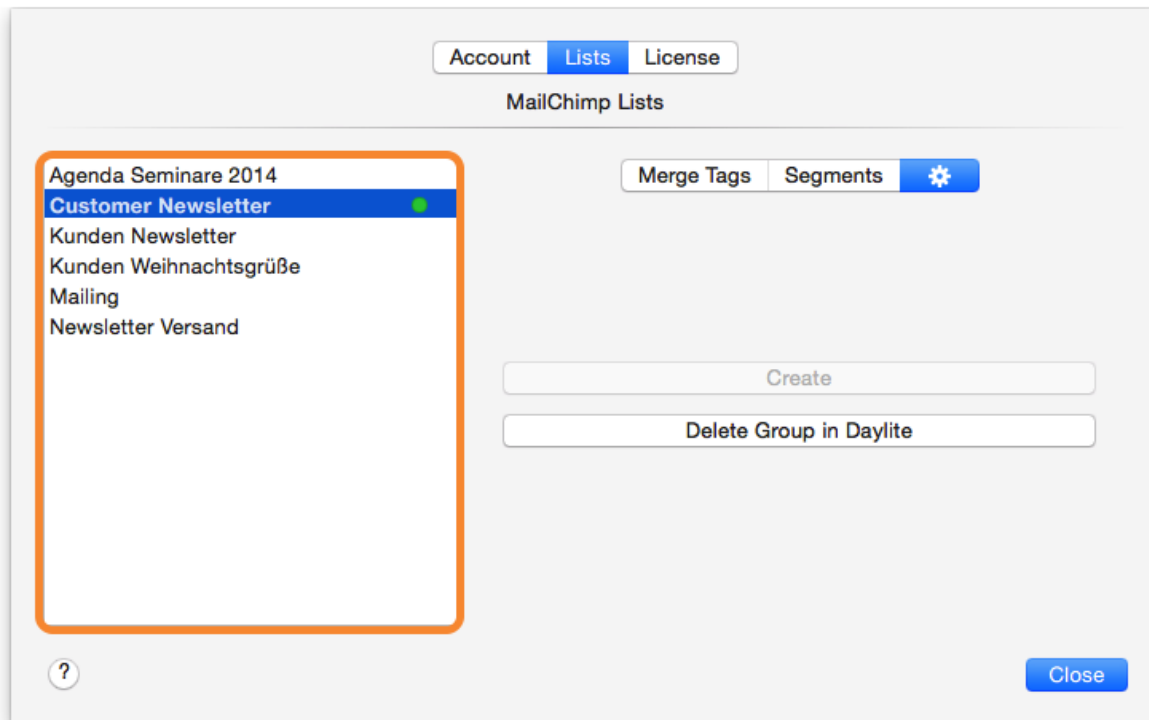 Account Lists License
MailChimp Lists
Agenda Seminare 2014
Customer Newsletter
Kunden Newsletter
Kunden Weihnachtsgrüße
Mailing
Newsletter Versand
Merge Tags Segments
Create
Delete Group in Daylite
?
Close